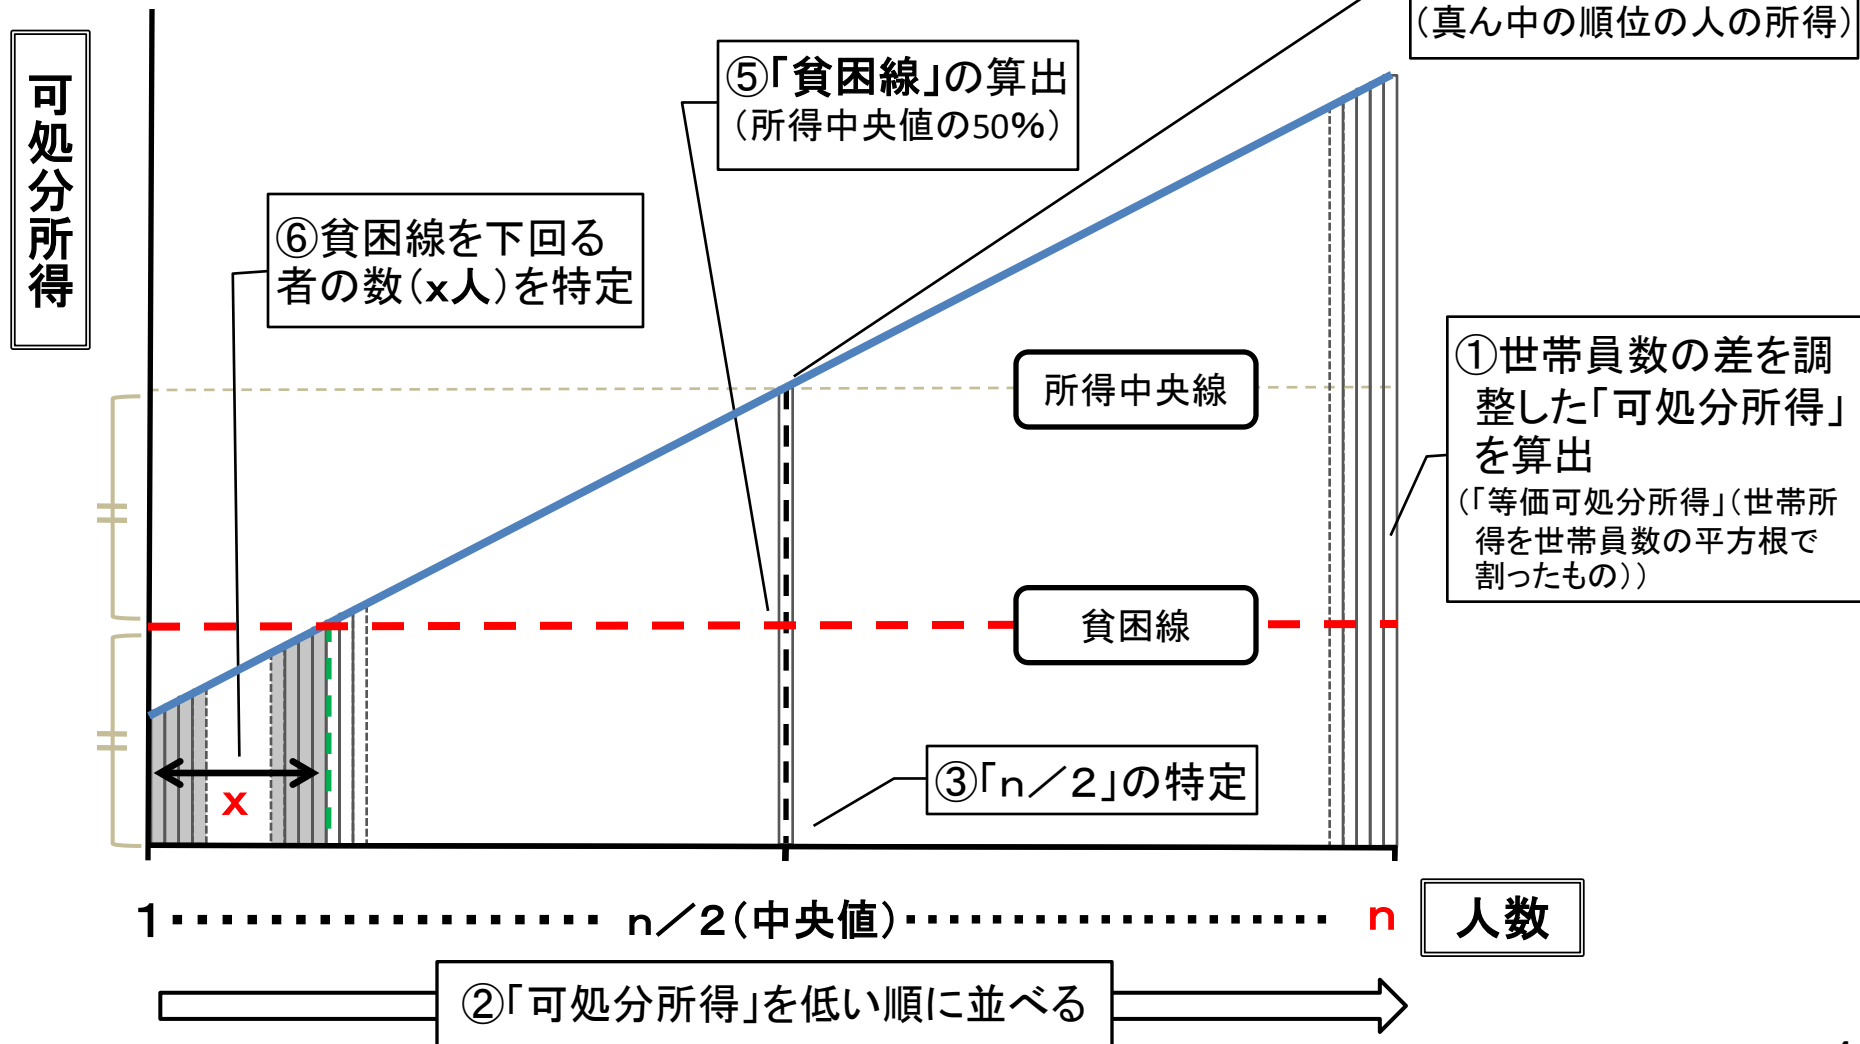 (真ん中の順位の人の所得)
可処分所得
⑤「貧困線」の算出
(所得中央値の50%)
⑥貧困線を下回る
者の数(x人)を特定
所得中央線
①世帯員数の差を調
整した「可処分所得」
を算出
(「等価可処分所得」(世帯所
得を世帯員数の平方根で
割ったもの))
貧困線
③「n/2」の特定
x
1 ・・・・・・・・・・・・・・・・・・ n/2(中央値) ・・・・・・・・・・・・・・・・・・・・ n
人数
②「可処分所得」を低い順に並べる